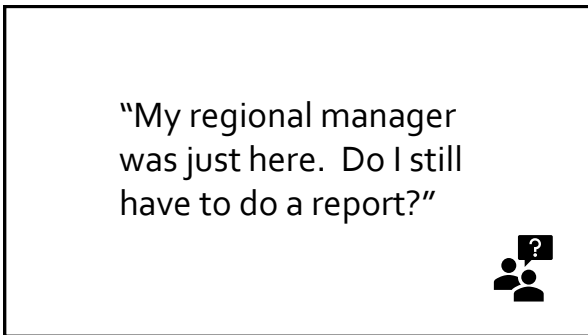 “My regional manager
was just here.  Do I still
have to do a report?”
?